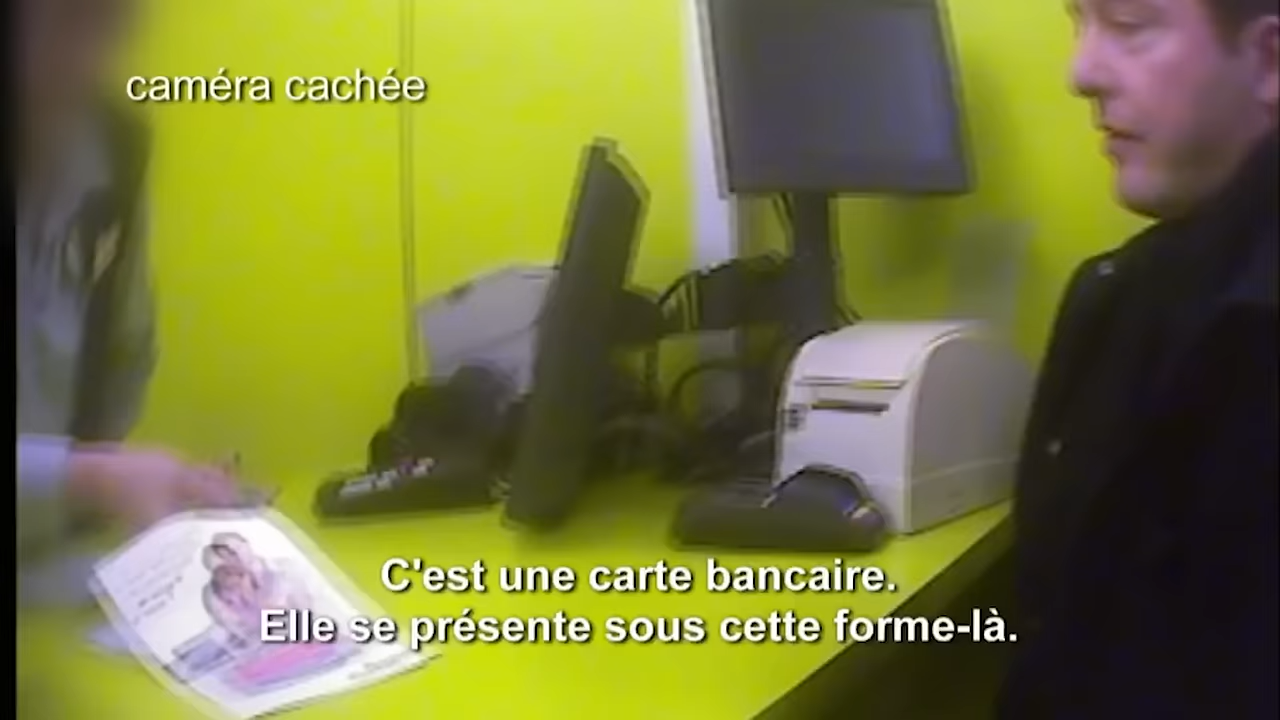 caméra cachée
C'est une carte bancaire.
Elle se présente sous cette forme-là.